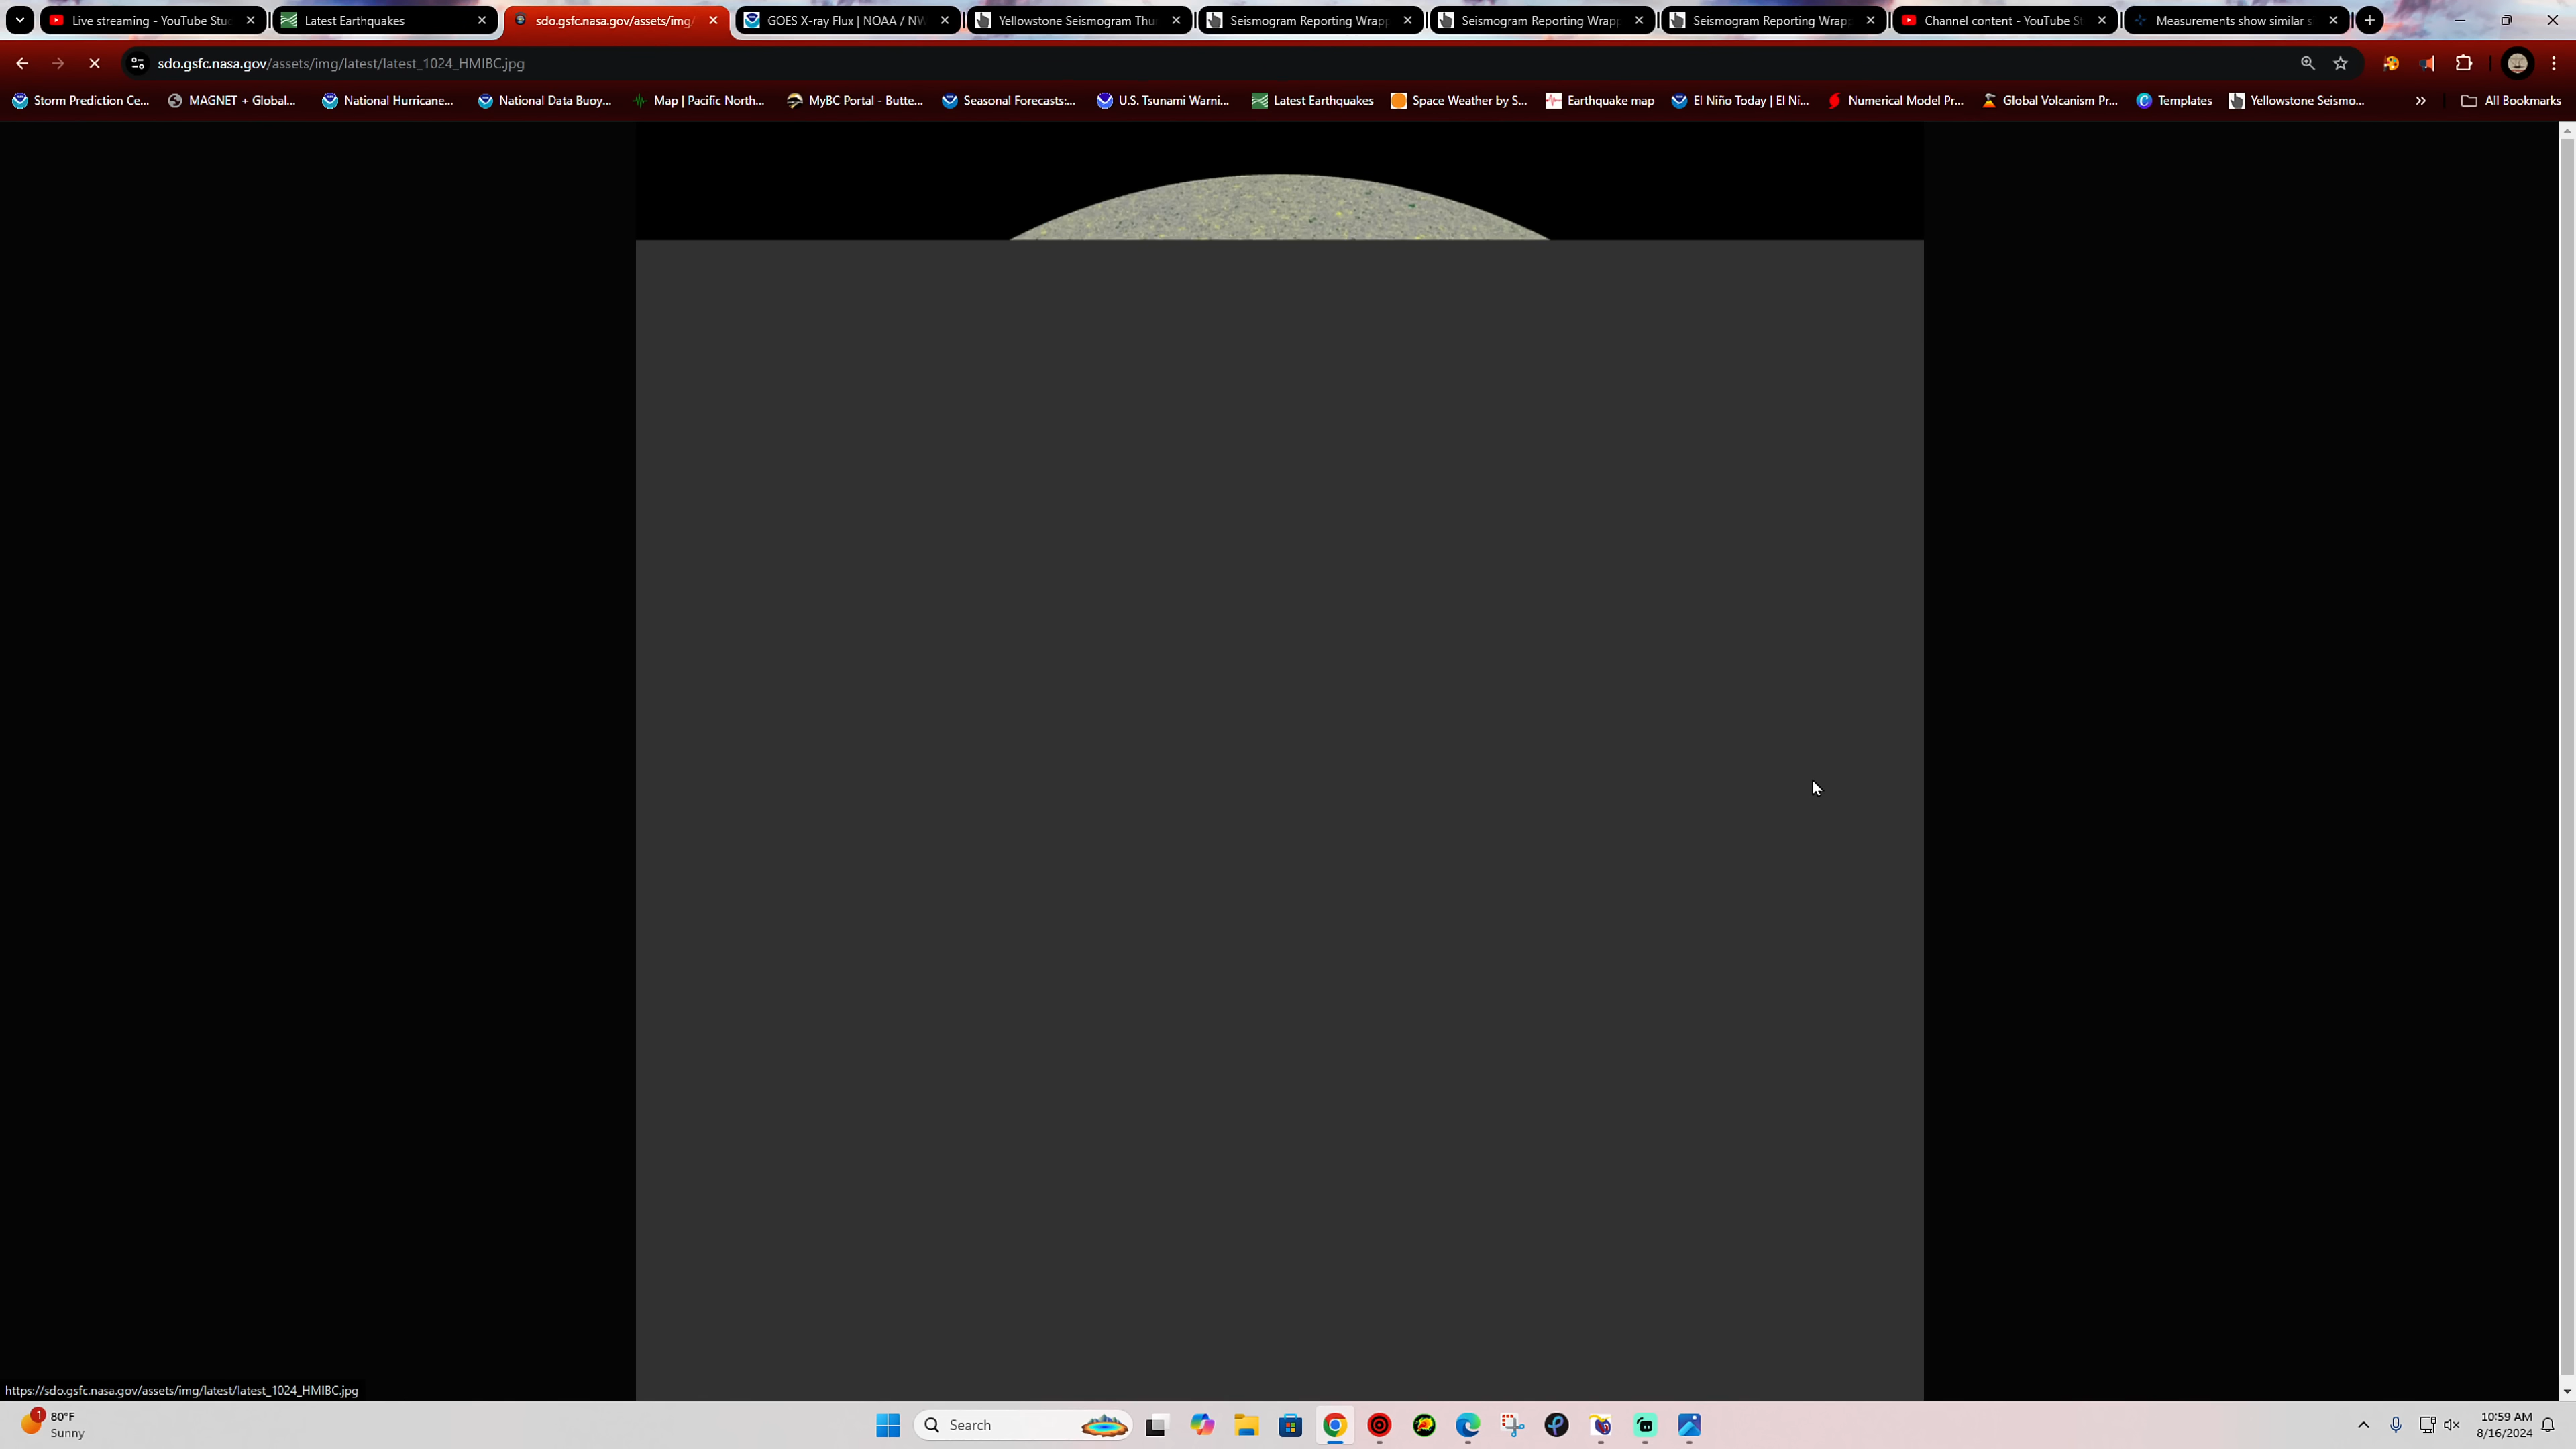 Live streaming - YouTube Stu
Latest Earthquakes
sdo.gsfc.nasa.gov/assets/img/
GOES X-ray Flux | NOAA / NW
Yellowstone Seismogram Thu
Seismogram Reporting Wrapp
Seismogram Reporting Wrapp
Seismogram Reporting Wrapp
Channel content - YouTube St
Measurements show similar s
sdo.gsfc.nasa.gov/assets/img/latest/latest_1024_HMIBC.jpg
Storm Prediction Ce...
MAGNET + Global...
National Hurricane...
National Data Buoy...
Map | Pacific North...
MyBC Portal - Butte...
Seasonal Forecasts:...
U.S. Tsunami Warni...
Latest Earthquakes
Space Weather by S...
Earthquake map
El Niño Today | El Ni...
Numerical Model Pr...
Global Volcanism Pr...
Templates
Yellowstone Seismo...
All Bookmarks
https://sdo.gsfc.nasa.gov/assets/img/latest/latest_1024_HMIBC.jpg
1
80°F
Sunny
Search
10:59 AM
8/16/2024